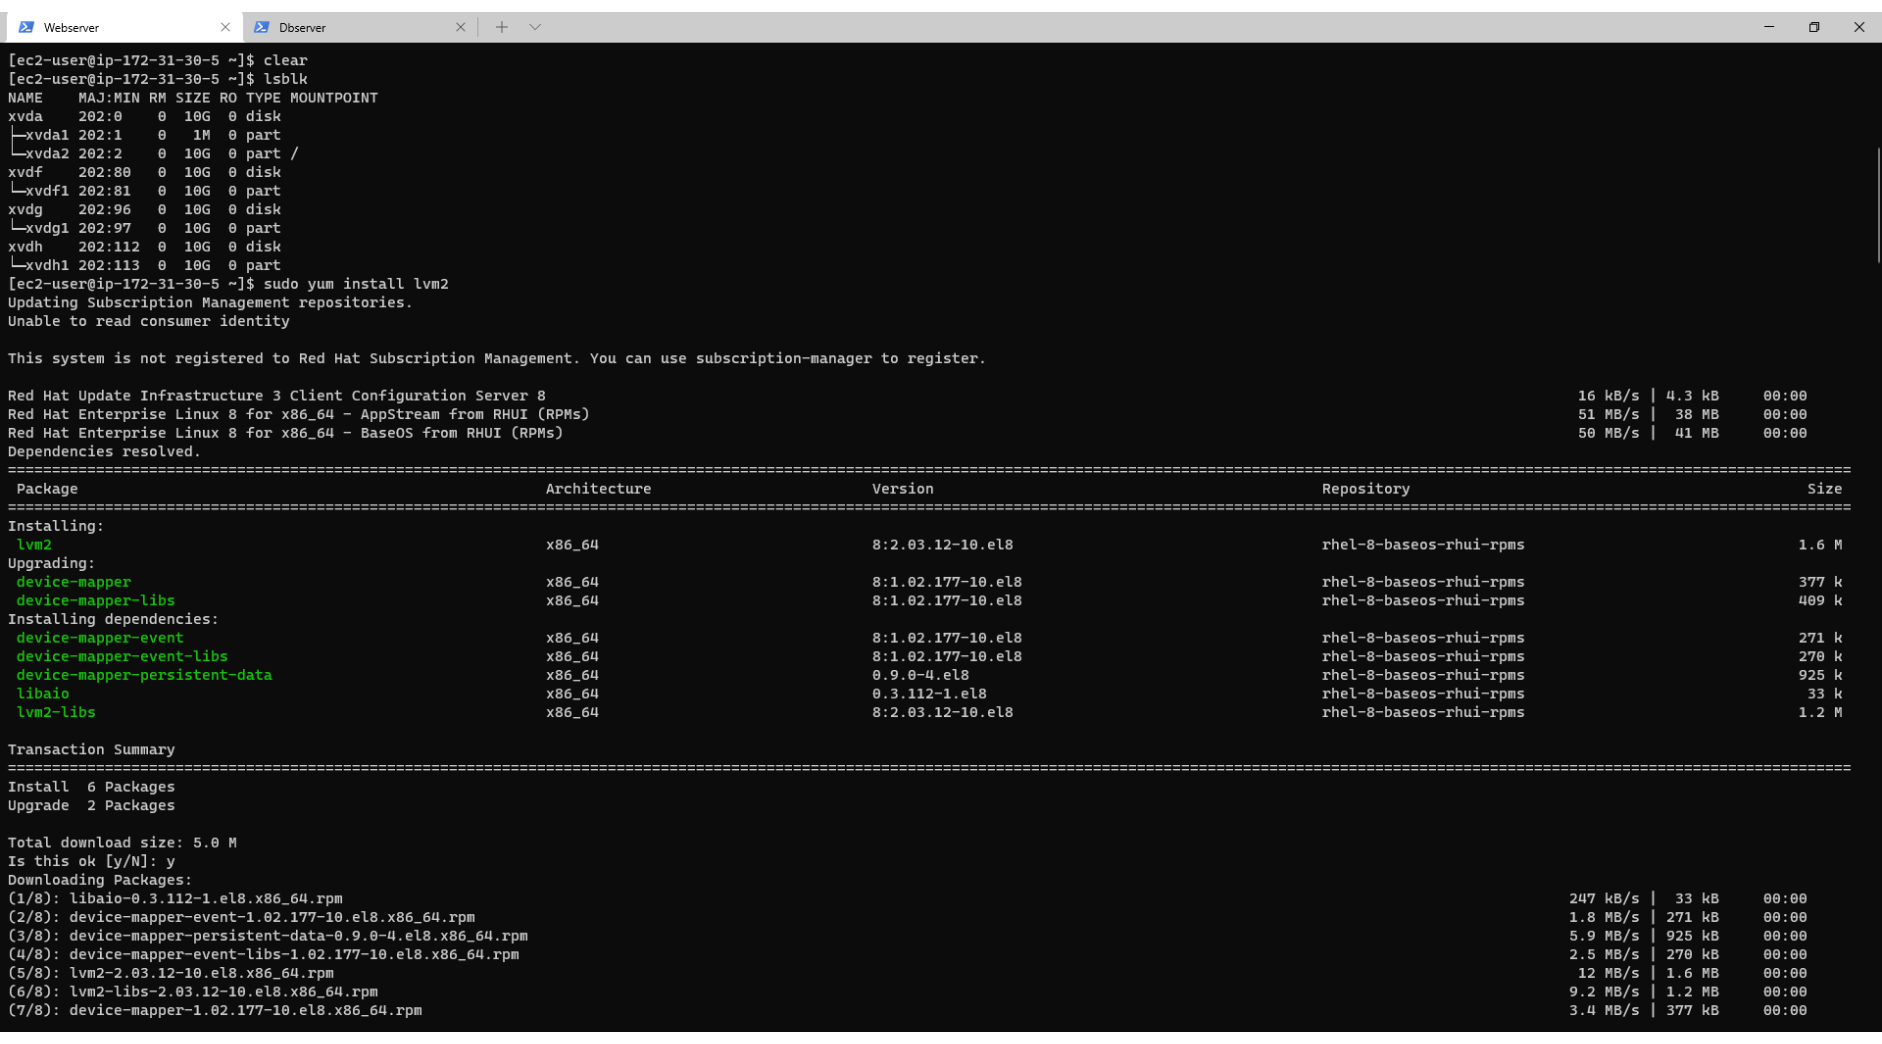 Webserver
Dbserver
[ec2-user@ip-172-31-30-5 ~]$ clear
[ec2-user@ip-172-31-30-5 ~]$ lsblk
NAME    MAJ:MIN RM SIZE RO TYPE MOUNTPOINT
xvda    202:0    0  10G  0 disk
├─xvda1 202:1    0   1M  0 part
└─xvda2 202:2    0  10G  0 part /
xvdf    202:80   0  10G  0 disk
└─xvdf1 202:81   0  10G  0 part
xvdg    202:96   0  10G  0 disk
└─xvdg1 202:97   0  10G  0 part
xvdh    202:112  0  10G  0 disk
└─xvdh1 202:113  0  10G  0 part
[ec2-user@ip-172-31-30-5 ~]$ sudo yum install lvm2
Updating Subscription Management repositories.
Unable to read consumer identity
This system is not registered to Red Hat Subscription Management. You can use subscription-manager to register.
Red Hat Update Infrastructure 3 Client Configuration Server 8    16 kB/s | 4.3 kB    00:00
Red Hat Enterprise Linux 8 for x86_64 - AppStream from RHUI (RPMs)    51 MB/s |  38 MB    00:00
Red Hat Enterprise Linux 8 for x86_64 - BaseOS from RHUI (RPMs)    50 MB/s |  41 MB    00:00
Dependencies resolved.
Package    Architecture    Version    Repository    Size
Installing:
lvm2    x86_64    8:2.03.12-10.el8    rhel-8-baseos-rhui-rpms    1.6 M
Upgrading:
device-mapper    x86_64    8:1.02.177-10.el8    rhel-8-baseos-rhui-rpms    377 k
device-mapper-libs    x86_64    8:1.02.177-10.el8    rhel-8-baseos-rhui-rpms    409 k
Installing dependencies:
device-mapper-event    x86_64    8:1.02.177-10.el8    rhel-8-baseos-rhui-rpms    271 k
device-mapper-event-libs    x86_64    8:1.02.177-10.el8    rhel-8-baseos-rhui-rpms    270 k
device-mapper-persistent-data    x86_64    0.9.0-4.el8    rhel-8-baseos-rhui-rpms    925 k
libaio    x86_64    0.3.112-1.el8    rhel-8-baseos-rhui-rpms    33 k
lvm2-libs    x86_64    8:2.03.12-10.el8    rhel-8-baseos-rhui-rpms    1.2 M
Transaction Summary
Install  6 Packages
Upgrade  2 Packages
Total download size: 5.0 M
Is this ok [y/N]: y
Downloading Packages:
(1/8): libaio-0.3.112-1.el8.x86_64.rpm    247 kB/s |  33 kB    00:00
(2/8): device-mapper-event-1.02.177-10.el8.x86_64.rpm    1.8 MB/s | 271 kB    00:00
(3/8): device-mapper-persistent-data-0.9.0-4.el8.x86_64.rpm    5.9 MB/s | 925 kB    00:00
(4/8): device-mapper-event-libs-1.02.177-10.el8.x86_64.rpm    2.5 MB/s | 270 kB    00:00
(5/8): lvm2-2.03.12-10.el8.x86_64.rpm    12 MB/s | 1.6 MB    00:00
(6/8): lvm2-libs-2.03.12-10.el8.x86_64.rpm    9.2 MB/s | 1.2 MB    00:00
(7/8): device-mapper-1.02.177-10.el8.x86_64.rpm    3.4 MB/s | 377 kB    00:00